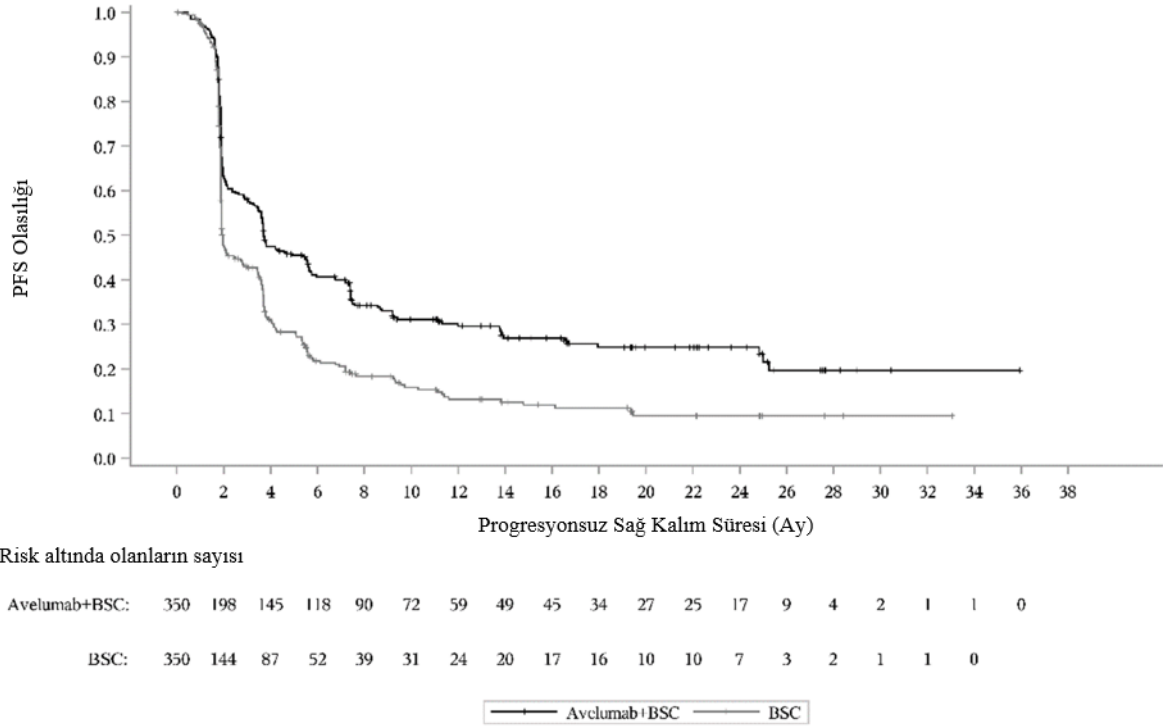 1.0
0.9
0.8
0.7
0.6
0.5
0.4
0.3
0.2
0.1
0.0
PFS Olasılığı
0 2 4 6 8 10 12 14 16 18 20 22 24 26 28 30 32 34 36 38
Progresyonsuz Sağ Kalım Süresi (Ay)
Risk altında olanların sayısı
Avelumab+BSC: 350 198 145 118 90 72 59 49 45 34 27 25 17 9 4 2 1 1 0
BSC: 350 144 87 52 39 31 24 20 17 16 10 10 7 3 2 1 1 0
Avelumab+BSC BSC